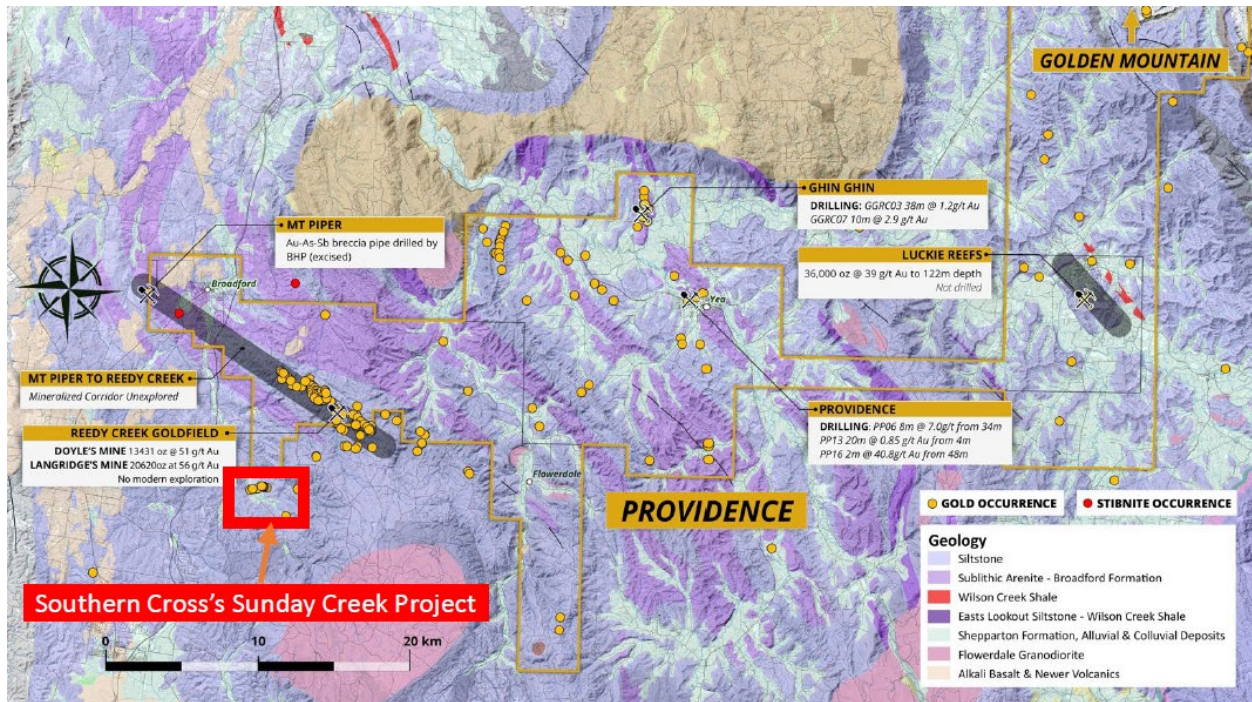 GOLDEN MOUNTAIN
GHIN GHIN
DRILLING: GGRC03 38m @ 1.2g/t Au
GGRC07 10m @ 2.9 g/t Au
MT PIPER
Au-As-Sb breccia pipe drilled by
BHP (excised)
LUCKIE REEFS
36,000 oz @ 39 g/t Au to 122m depth
Not drilled
Broadford
Yea
MT PIPER TO REEDY CREEK
Mineralized Corridor Unexplored
PROVIDENCE
DRILLING: PP06 8m @ 7.0g/t from 34m
PP13 20m @ 0.85 g/t Au from 4m
PP16 2m @ 40.8g/t Au from 48m
REEDY CREEK GOLDFIELD
DOYLE'S MINE 13431 oz @ 51 g/t Au
LANGRIDGE'S MINE 20620oz at 56 g/t Au
No modern exploration
Flowerdale
PROVIDENCE
GOLD OCCURRENCE
STIBNITE OCCURRENCE
Geology
Siltstone
Sublithic Arenite - Broadford Formation
Wilson Creek Shale
Easts Lookout Siltstone - Wilson Creek Shale
Shepparton Formation, Alluvial & Colluvial Deposits
Flowerdale Granodiorite
Alkali Basalt & Newer Volcanics
Southern Cross's Sunday Creek Project
0 10 20 km